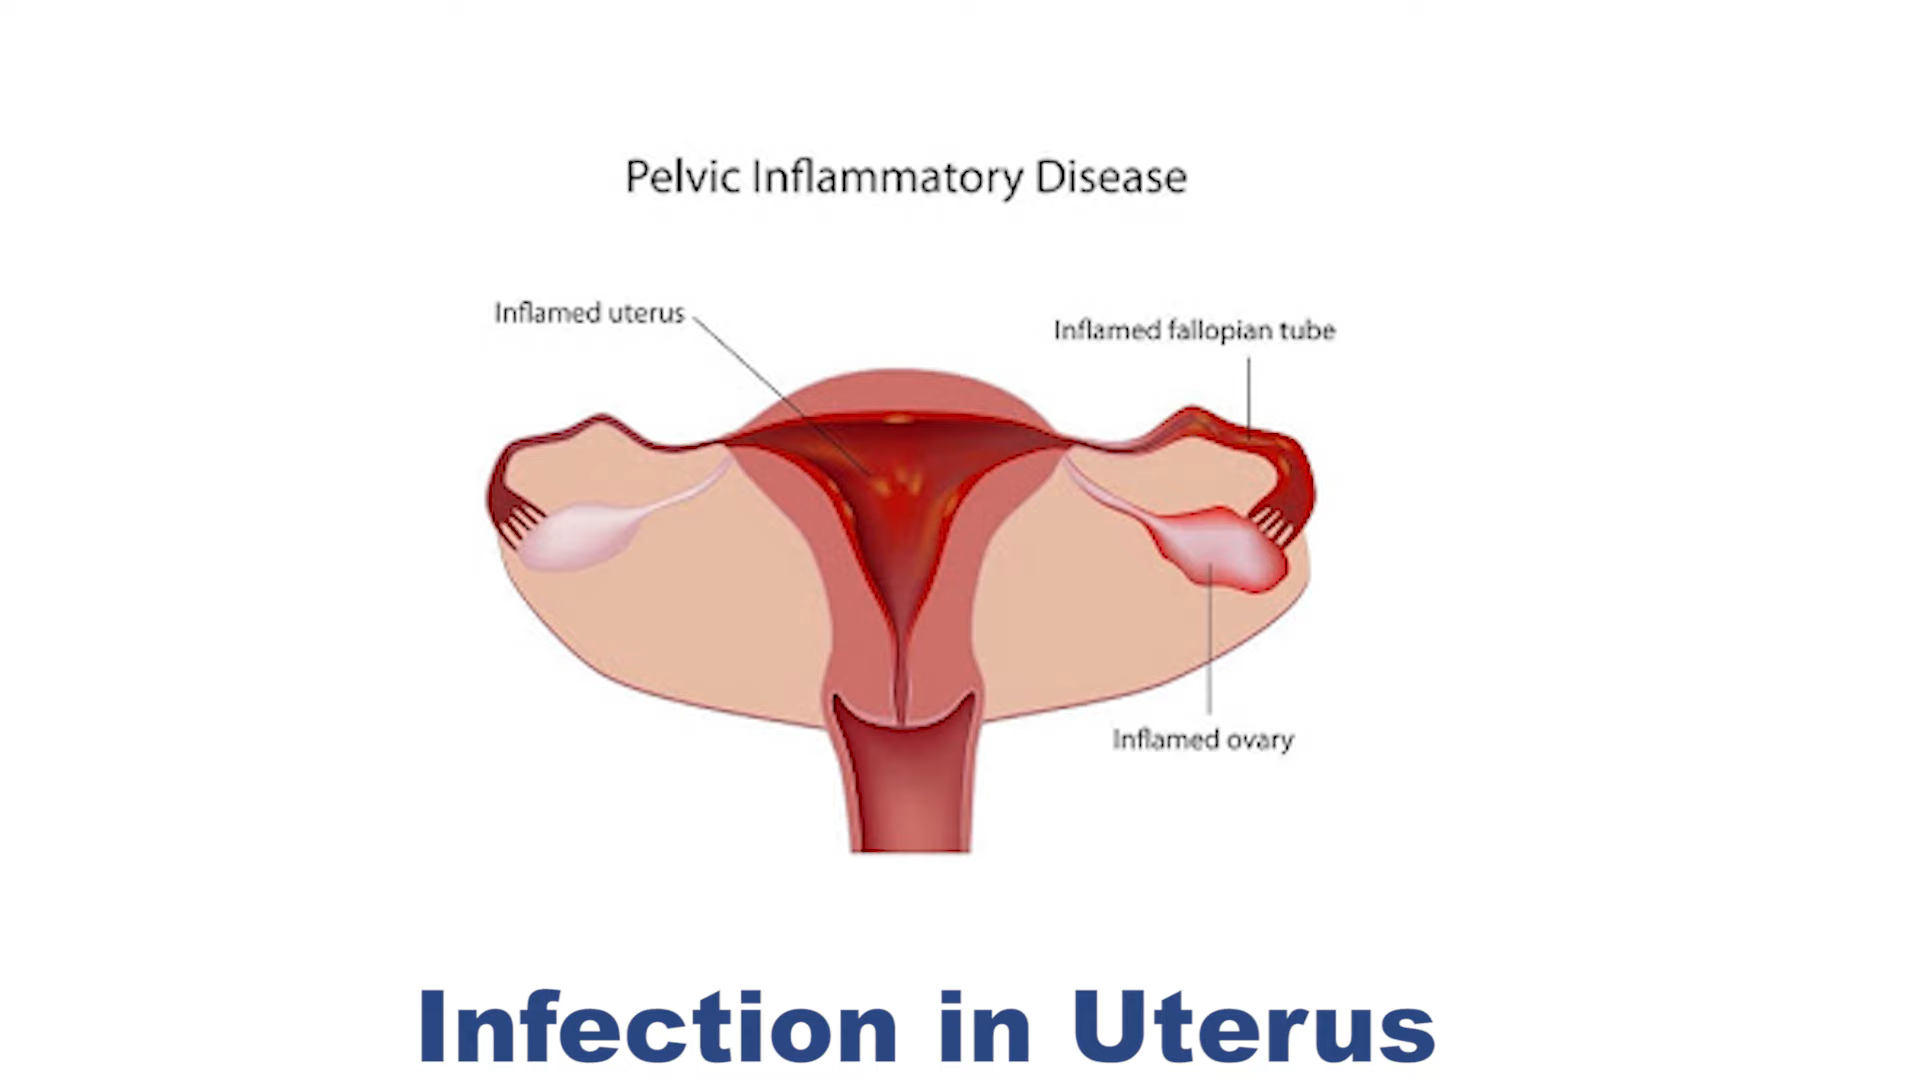 Pelvic Inflammatory Disease
Inflamed uterus
Inflamed fallopian tube
Inflamed ovary
Infection in Uterus